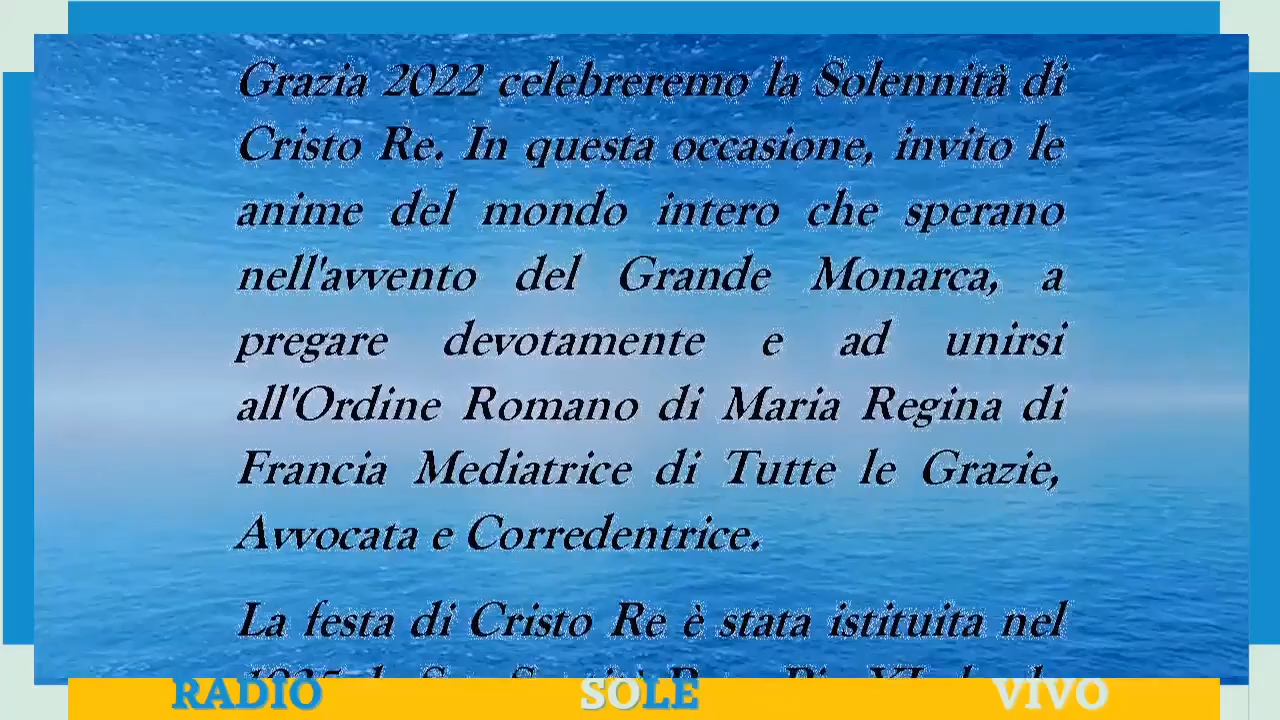 Grazia 2022 celebreremo la Solennità di
Cristo Re. In questa occasione, invito le
anime del mondo intero che sperano
nell'avvento del Grande Monarca, a
pregare devotamente e ad unirsi
all'Ordine Romano di Maria Regina di
Francia Mediatrice di Tutte le Grazie,
Avvocata e Corredentrice.
La festa di Cristo Re è stata istituita nel
RADIO SOLE VIVO